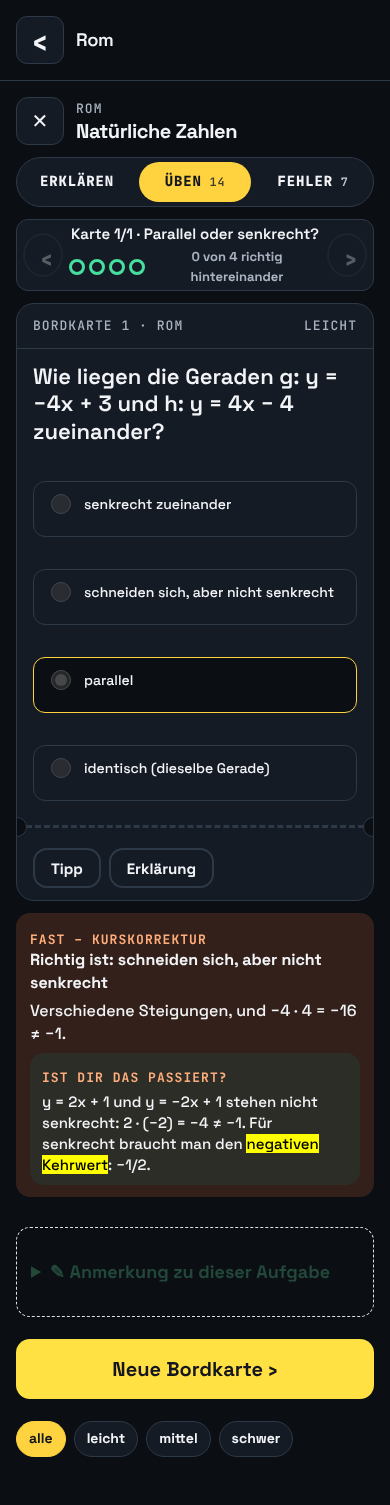 < Rom
✕ ROM
Natürliche Zahlen
ERKLÄREN ÜBEN 14 FEHLER 7
Karte 1/1 · Parallel oder senkrecht?
< 0 von 4 richtig >
hintereinander
BORDKARTE 1 · ROM LEICHT
Wie liegen die Geraden g: y =
−4x + 3 und h: y = 4x − 4
zueinander?
senkrecht zueinander
schneiden sich, aber nicht senkrecht
parallel
identisch (dieselbe Gerade)
Tipp Erklärung
FAST – KURSKORREKTUR
Richtig ist: schneiden sich, aber nicht
senkrecht
Verschiedene Steigungen, und −4 · 4 = −16
≠ −1.
IST DIR DAS PASSIERT?
y = 2x + 1 und y = −2x + 1 stehen nicht
senkrecht: 2 · (−2) = −4 ≠ −1. Für
senkrecht braucht man den negativen
Kehrwert: −1/2.
▶ ✎ Anmerkung zu dieser Aufgabe
Neue Bordkarte >
alle leicht mittel schwer